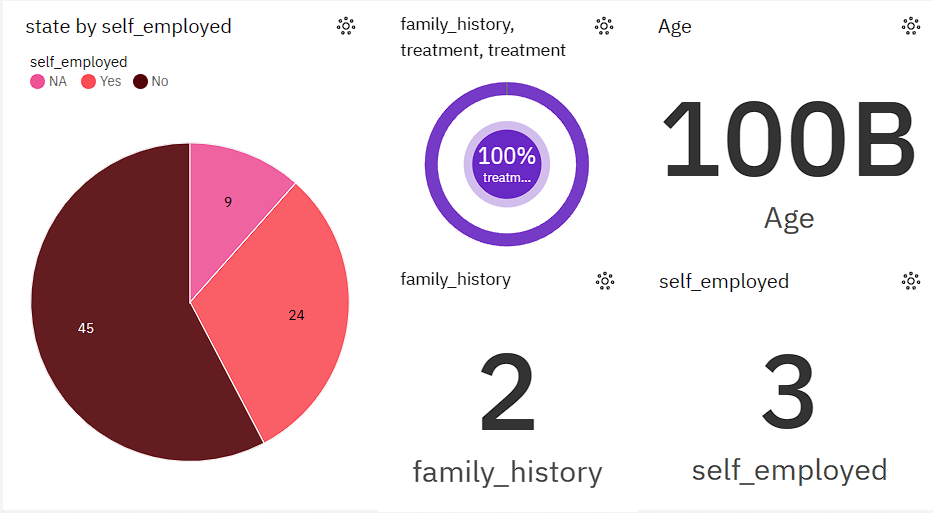 state by self_employed
self_employed
NA Yes No
9
24
45
family_history,
treatment, treatment
100%
treatm...
Age
100B
Age
family_history
2
family_history
self_employed
3
self_employed